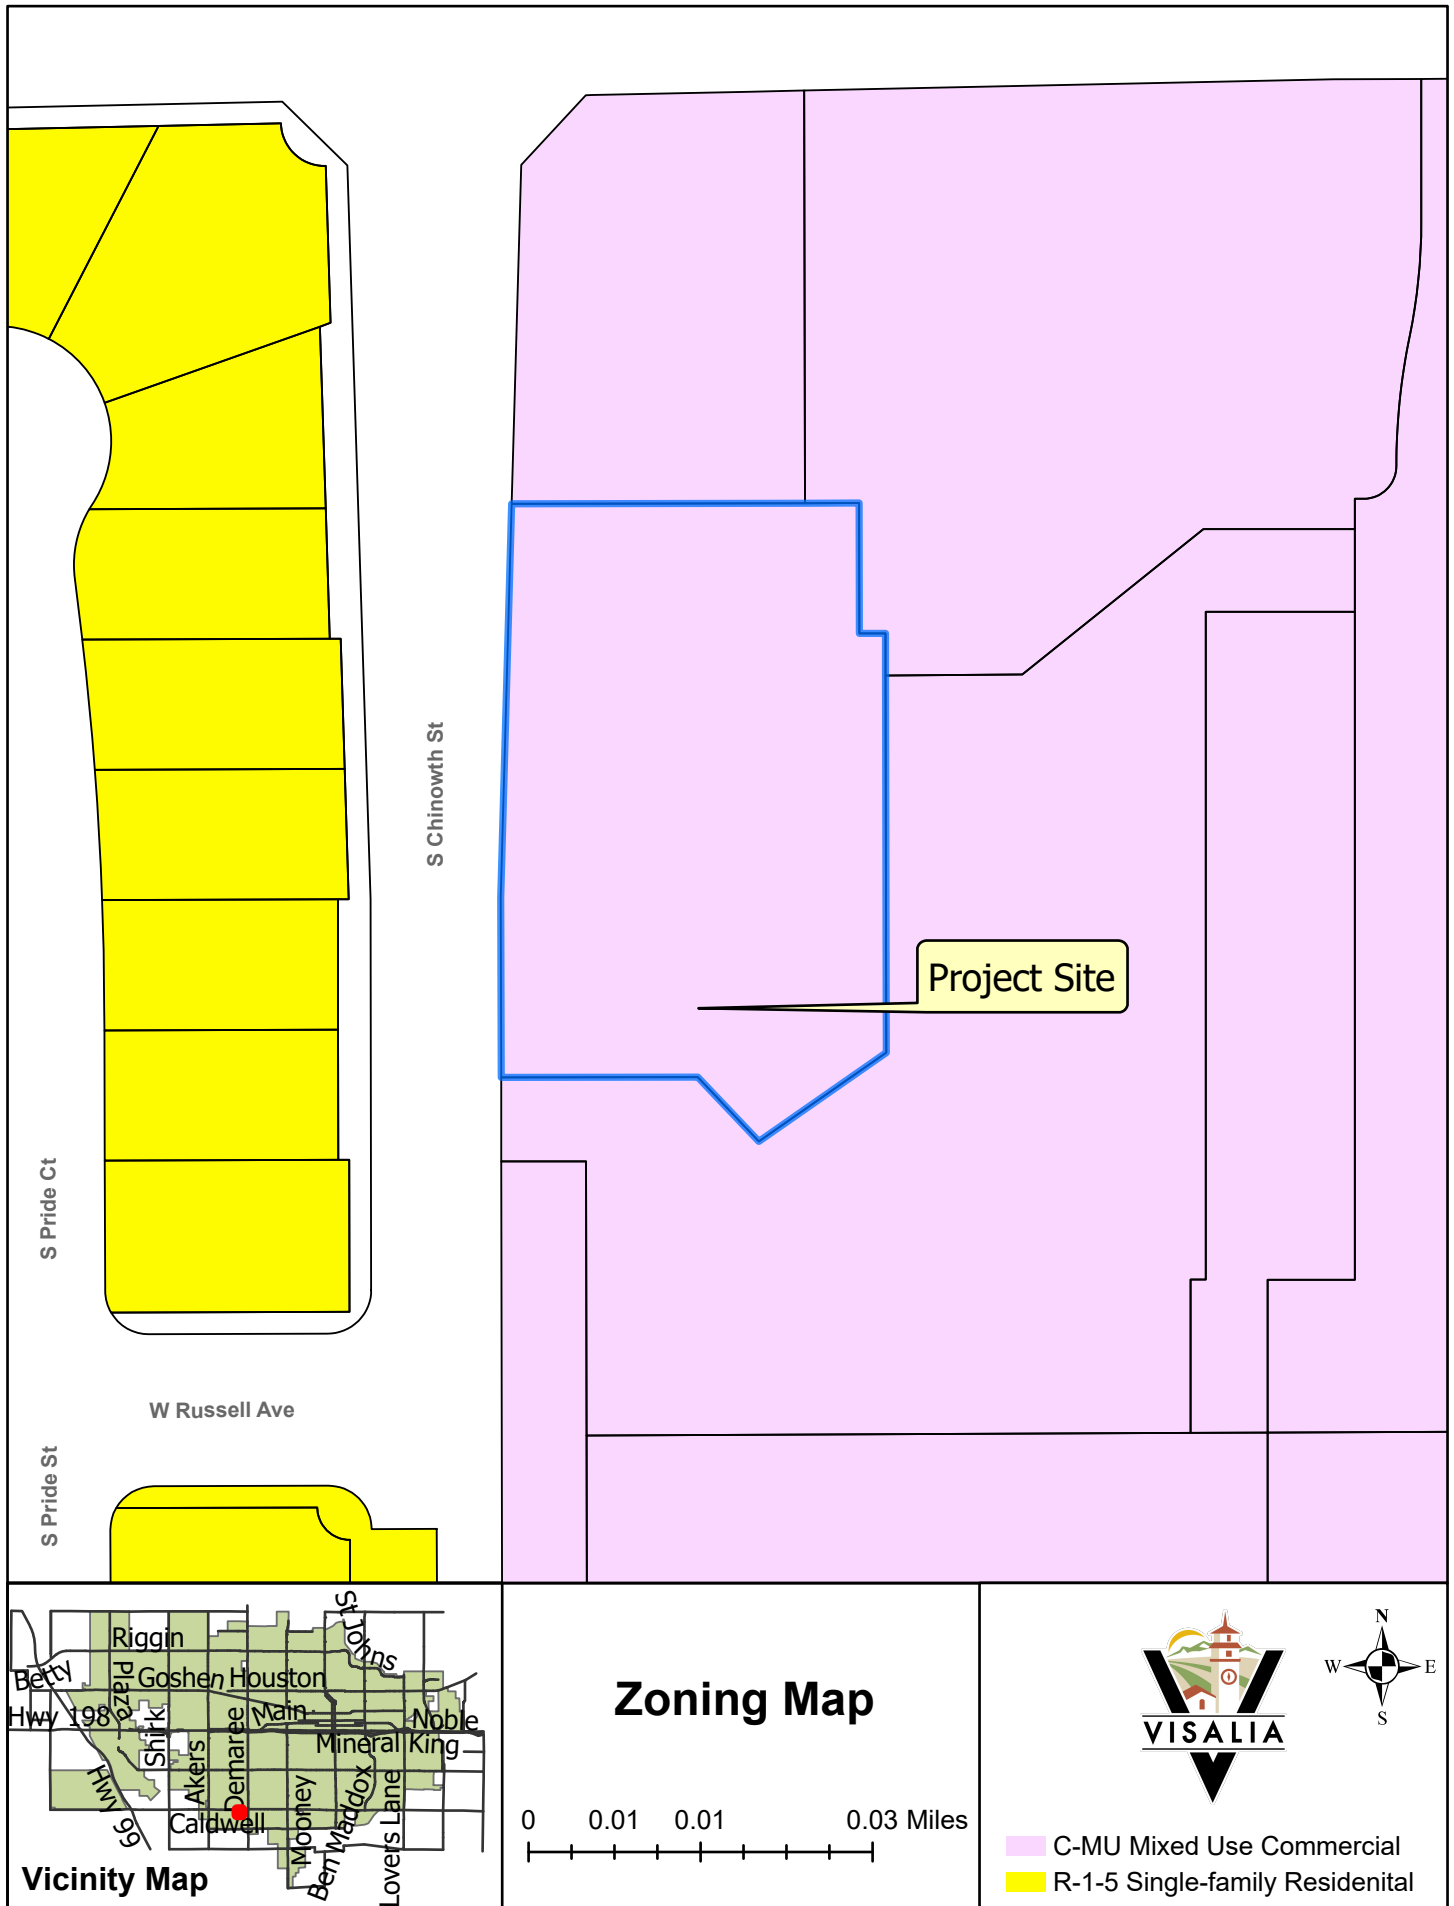 S Chinowth St
Project Site
S Pride Ct
W Russell Ave
S Pride St
Riggin
St Johns
Betty
Plaza
Goshen
Houston
Hwy 198
Shirk
Main
Noble
Mineral King
Akers
Demaree
Hwy 99
Caldwell
Mooney
Ben Maddox
Lovers Lane
Vicinity Map
Zoning Map
0 0.01 0.01 0.03 Miles
VISALIA
N
W E
S
C-MU Mixed Use Commercial
R-1-5 Single-family Residenital